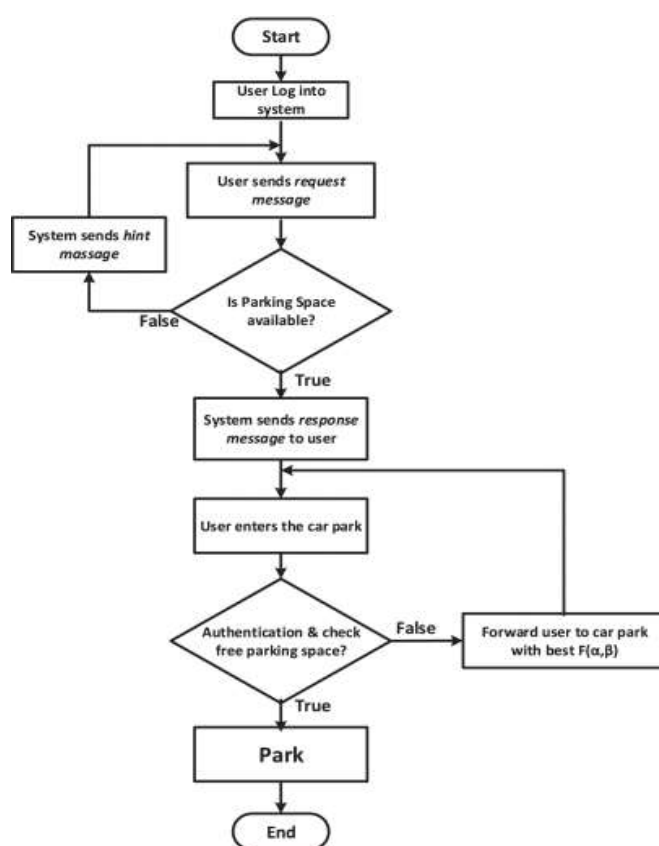 Start
User Log into
system
User sends request
message
System sends hint
massage
Is Parking Space
available?
False
True
System sends response
message to user
User enters the car park
Authentication & check
free parking space?
False
Forward user to car park
with best F(α,β)
True
Park
End